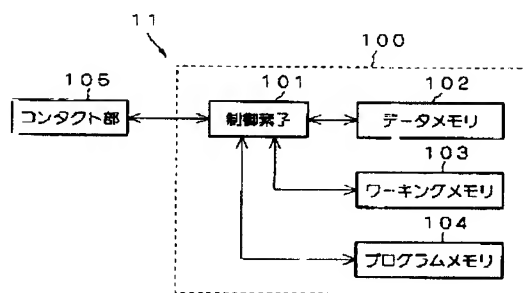 11
100
105
101
102
コンタクト部
制御素子
データメモリ
103
ワーキングメモリ
104
プログラムメモリ